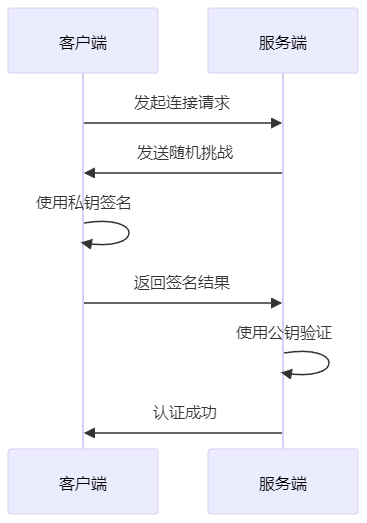 客户端
服务端
发起连接请求
发送随机挑战
使用私钥签名
返回签名结果
使用公钥验证
认证成功
客户端
服务端